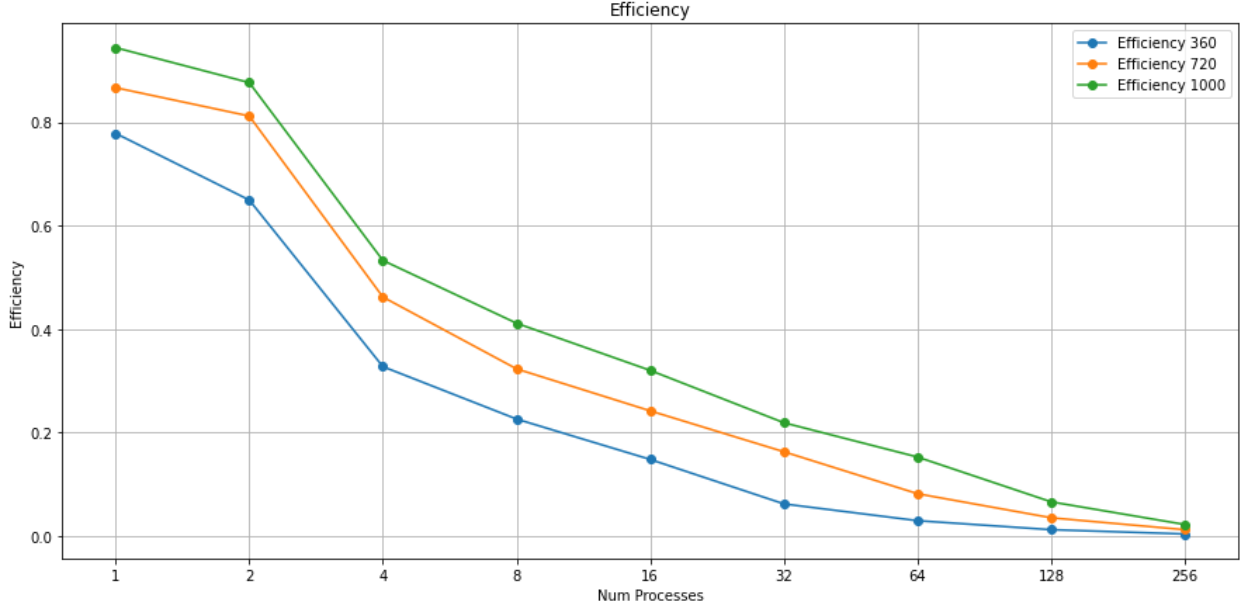 Efficiency
Efficiency 360
Efficiency 720
Efficiency 1000
Efficiency
0.8
0.6
0.4
0.2
0.0
1 2 4 8 16 32 64 128 256
Num Processes